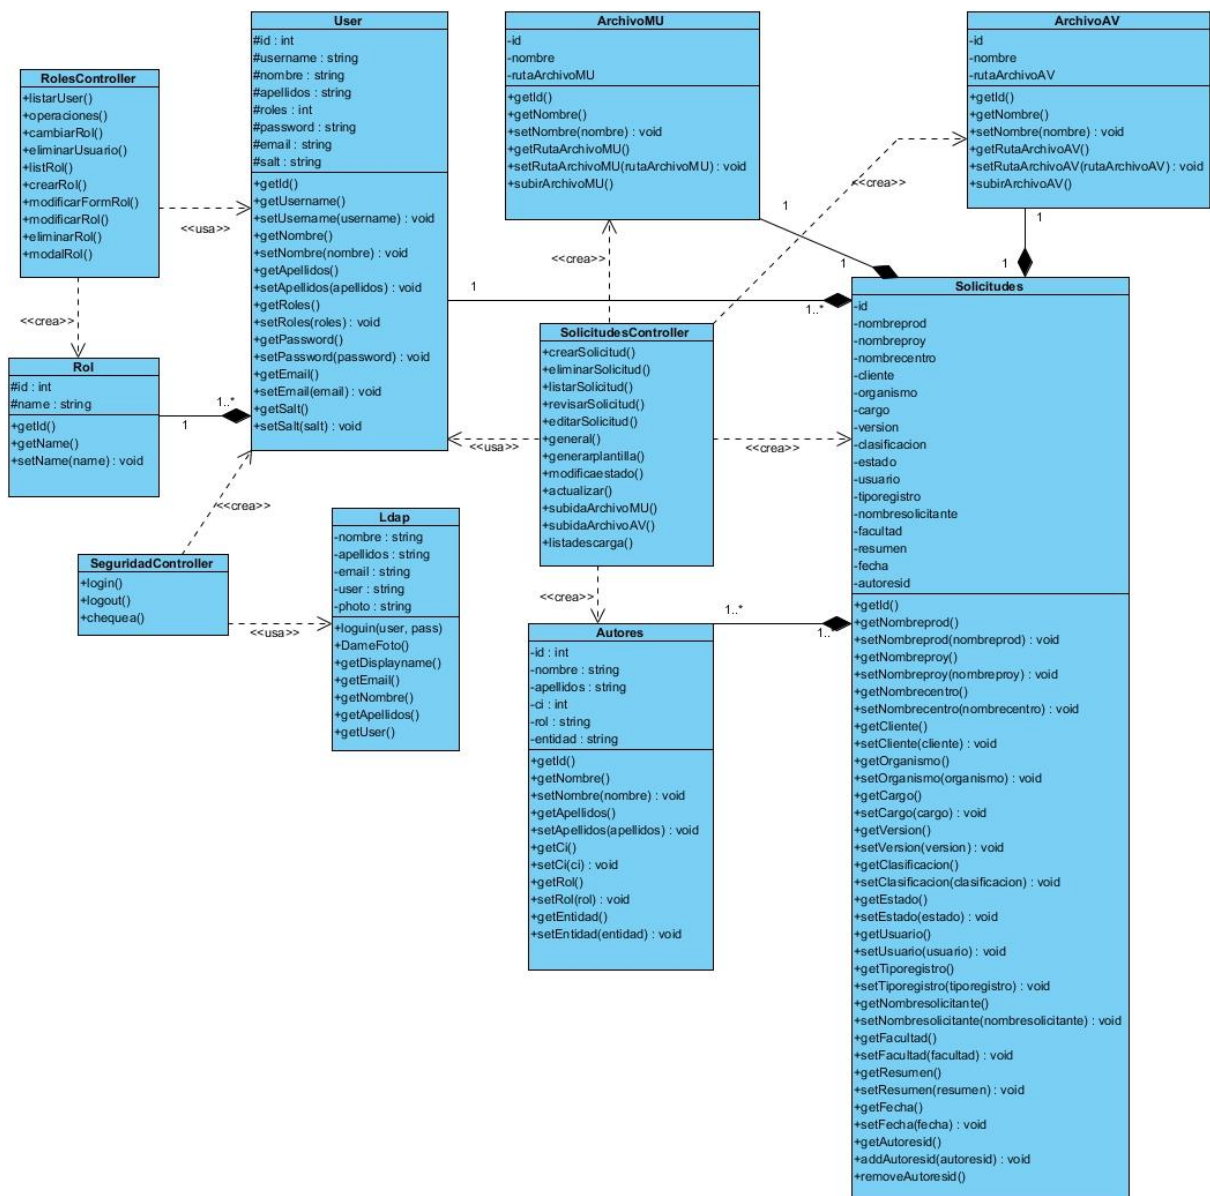 User
#id : int
#username : string
#nombre : string
#apellidos : string
#roles : int
#password : string
#email : string
#salt : string
+getId()
+getUsername()
+setUsername(username) : void
+getNombre()
+setNombre(nombre) : void
+getApellidos()
+setApellidos(apellidos) : void
+getRoles()
+setRoles(roles) : void
+getPassword()
+setPassword(password) : void
+getEmail()
+setEmail(email) : void
+getSalt()
+setSalt(salt) : void
ArchivoMU
-id
-nombre
-rutaArchivoMU
+getId()
+getNombre()
+setNombre(nombre) : void
+getRutaArchivoMU()
+setRutaArchivoMU(rutaArchivoMU) : void
+subirArchivoMU()
ArchivoAV
-id
-nombre
-rutaArchivoAV
+getId()
+getNombre()
+setNombre(nombre) : void
+getRutaArchivoAV()
+setRutaArchivoAV(rutaArchivoAV) : void
+subirArchivoAV()
RolesController
+listarUser()
+operaciones()
+cambiarRol()
+eliminarUsuario()
+listRol()
+crearRol()
+modificarFormRol()
+modificarRol()
+eliminarRol()
+modalRol()
<<usa>>
<<crea>>
<<crea>>
<<crea>>
1
1
1
1
1
1..*
Rol
#id : int
#name : string
+getId()
+getName()
+setName(name) : void
1
1..*
SolicitudesController
+crearSolicitud()
+eliminarSolicitud()
+listarSolicitud()
+revisarSolicitud()
+editarSolicitud()
+general()
+generarplantilla()
+modificaestado()
+actualizar()
+subidaArchivoMU()
+subidaArchivoAV()
+listadescarga()
<<usa>>
<<crea>>
<<crea>>
<<crea>>
SeguridadController
+login()
+logout()
+chequea()
<<usa>>
Ldap
-nombre : string
-apellidos : string
-email : string
-user : string
-photo : string
+loguin(user, pass)
+DameFoto()
+getDisplayname()
+getEmail()
+getNombre()
+getApellidos()
+getUser()
Autores
-id : int
-nombre : string
-apellidos : string
-ci : int
-rol : string
-entidad : string
+getId()
+getNombre()
+setNombre(nombre) : void
+getApellidos()
+setApellidos(apellidos) : void
+getCi()
+setCi(ci) : void
+getRol()
+setRol(rol) : void
+getEntidad()
+setEntidad(entidad) : void
1..*
Solicitudes
-id
-nombreprod
-nombreproy
-nombrecentro
-cliente
-organismo
-cargo
-version
-clasificacion
-estado
-usuario
-tiporegistro
-nombresolicitante
-facultad
-resumen
-fecha
-autoresid
+getId()
+getNombreprod()
+setNombreprod(nombreprod) : void
+getNombreproy()
+setNombreproy(nombreproy) : void
+getNombrecentro()
+setNombrecentro(nombrecentro) : void
+getCliente()
+setCliente(cliente) : void
+getOrganismo()
+setOrganismo(organismo) : void
+getCargo()
+setCargo(cargo) : void
+getVersion()
+setVersion(version) : void
+getClasificacion()
+setClasificacion(clasificacion) : void
+getEstado()
+setEstado(estado) : void
+getUsuario()
+setUsuario(usuario) : void
+getTiporegistro()
+setTiporegistro(tiporegistro) : void
+getNombresolicitante()
+setNombresolicitante(nombresolicitante) : void
+getFacultad()
+setFacultad(facultad) : void
+getResumen()
+setResumen(resumen) : void
+getFecha()
+setFecha(fecha) : void
+getAutoresid()
+addAutoresid(autoresid) : void
+removeAutoresid()